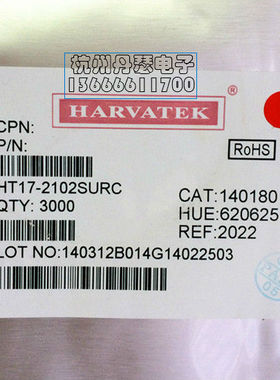 杭州丹瑟电子
13666611700
HARVATEK
®
CPN:
P/N:
RoHS
HT17-2102SURC
CAT:140180
QTY: 3000
HUE:620625
REF:2022
LOT NO:140312B014G14022503